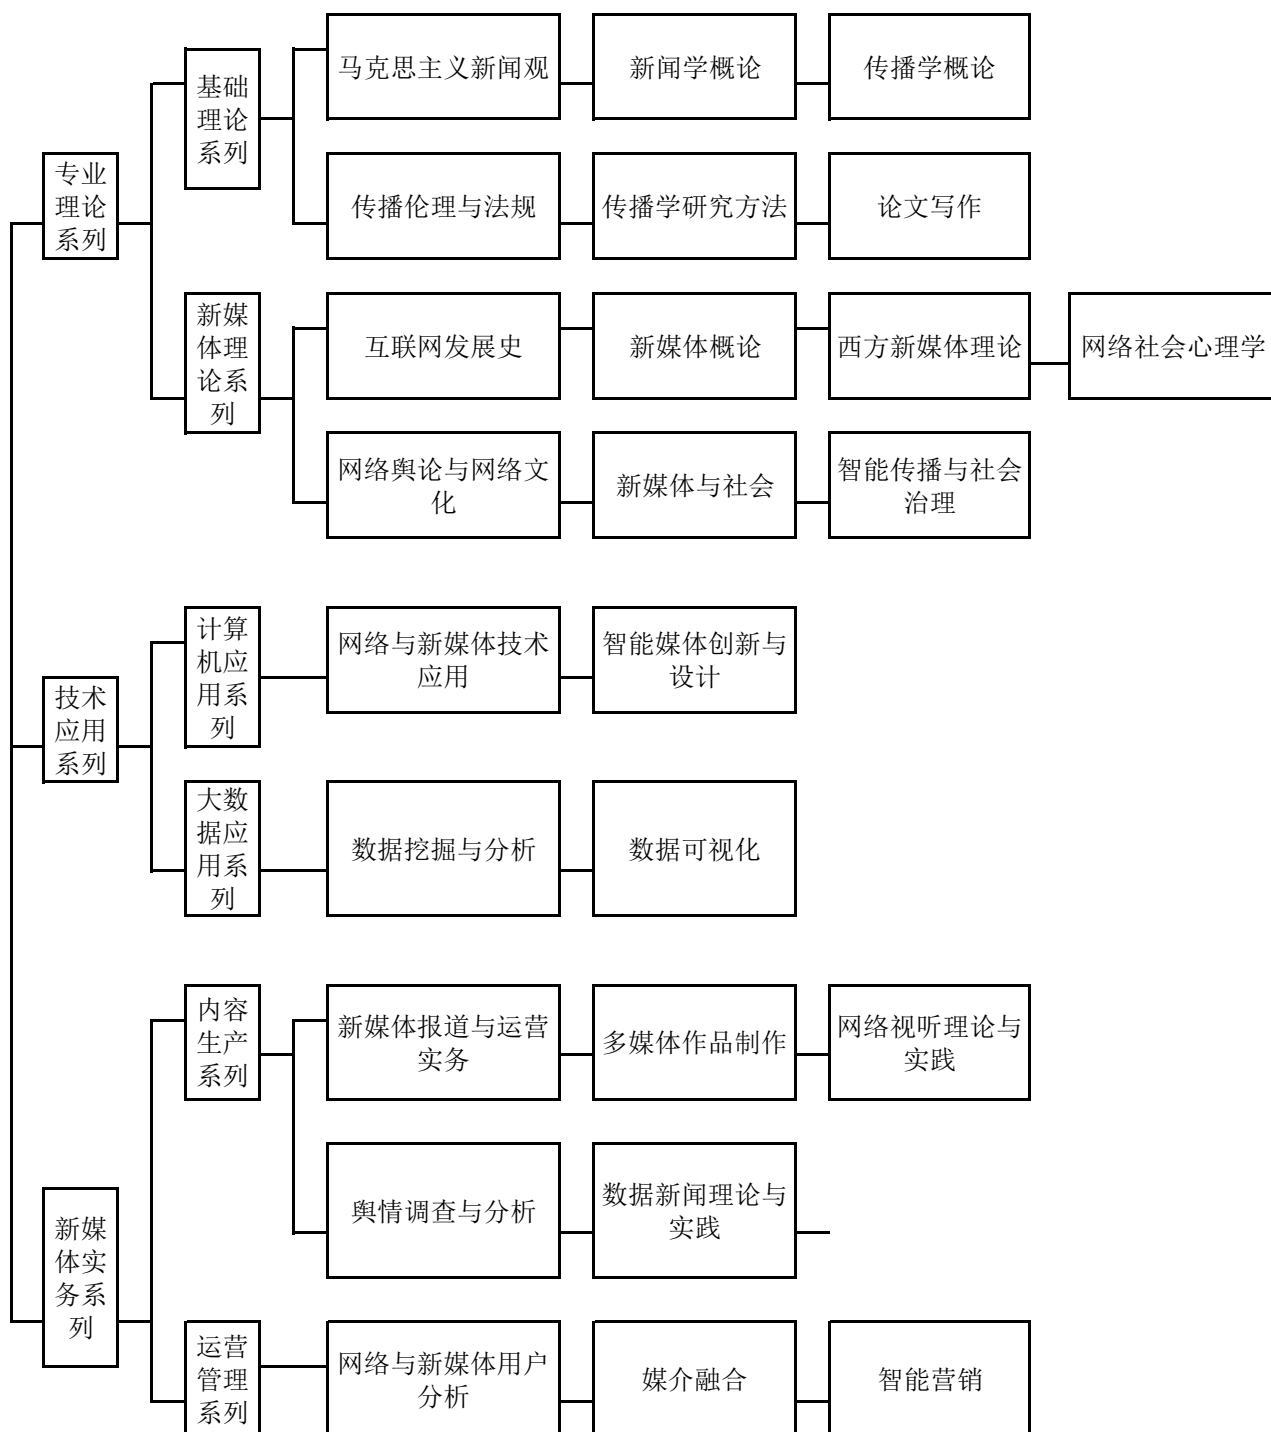 专业
理论
系列
基础
理论
系列
马克思主义新闻观
新闻学概论
传播学概论
传播伦理与法规
传播学研究方法
论文写作
新媒
体理
论系
列
互联网发展史
新媒体概论
西方新媒体理论
网络社会心理学
网络舆论与网络文
化
新媒体与社会
智能传播与社会
治理
技术
应用
系列
计算
机应
用系
列
网络与新媒体技术
应用
智能媒体创新与
设计
大数
据应
用系
列
数据挖掘与分析
数据可视化
新媒
体实
务系
列
内容
生产
系列
新媒体报道与运营
实务
多媒体作品制作
网络视听理论与
实践
舆情调查与分析
数据新闻理论与
实践
运营
管理
系列
网络与新媒体用户
分析
媒介融合
智能营销